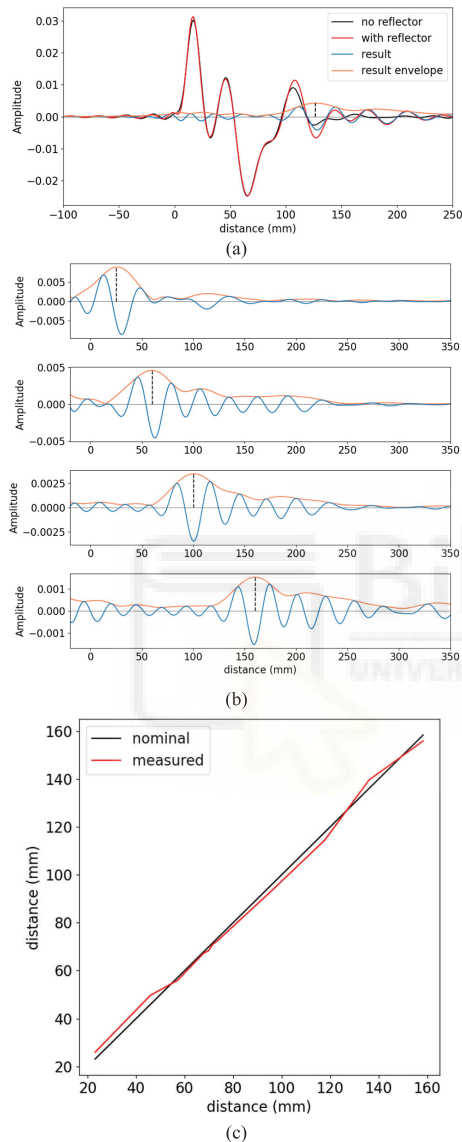 Amplitude
0.03
0.02
0.01
0.00
−0.01
−0.02
no reflector
with reflector
result
result envelope
−100 −50 0 50 100 150 200 250
distance (mm)
(a)
Amplitude
0.005
0.000
−0.005
0 50 100 150 200 250 300 350
Amplitude
0.005
0.000
−0.005
0 50 100 150 200 250 300 350
Amplitude
0.0025
0.0000
−0.0025
0 50 100 150 200 250 300 350
Amplitude
0.001
0.000
−0.001
0 50 100 150 200 250 300 350
distance (mm)
(b)
Bi
UNIVER
distance (mm)
160
140
120
100
80
60
40
20
nominal
measured
20 40 60 80 100 120 140 160
distance (mm)
(c)